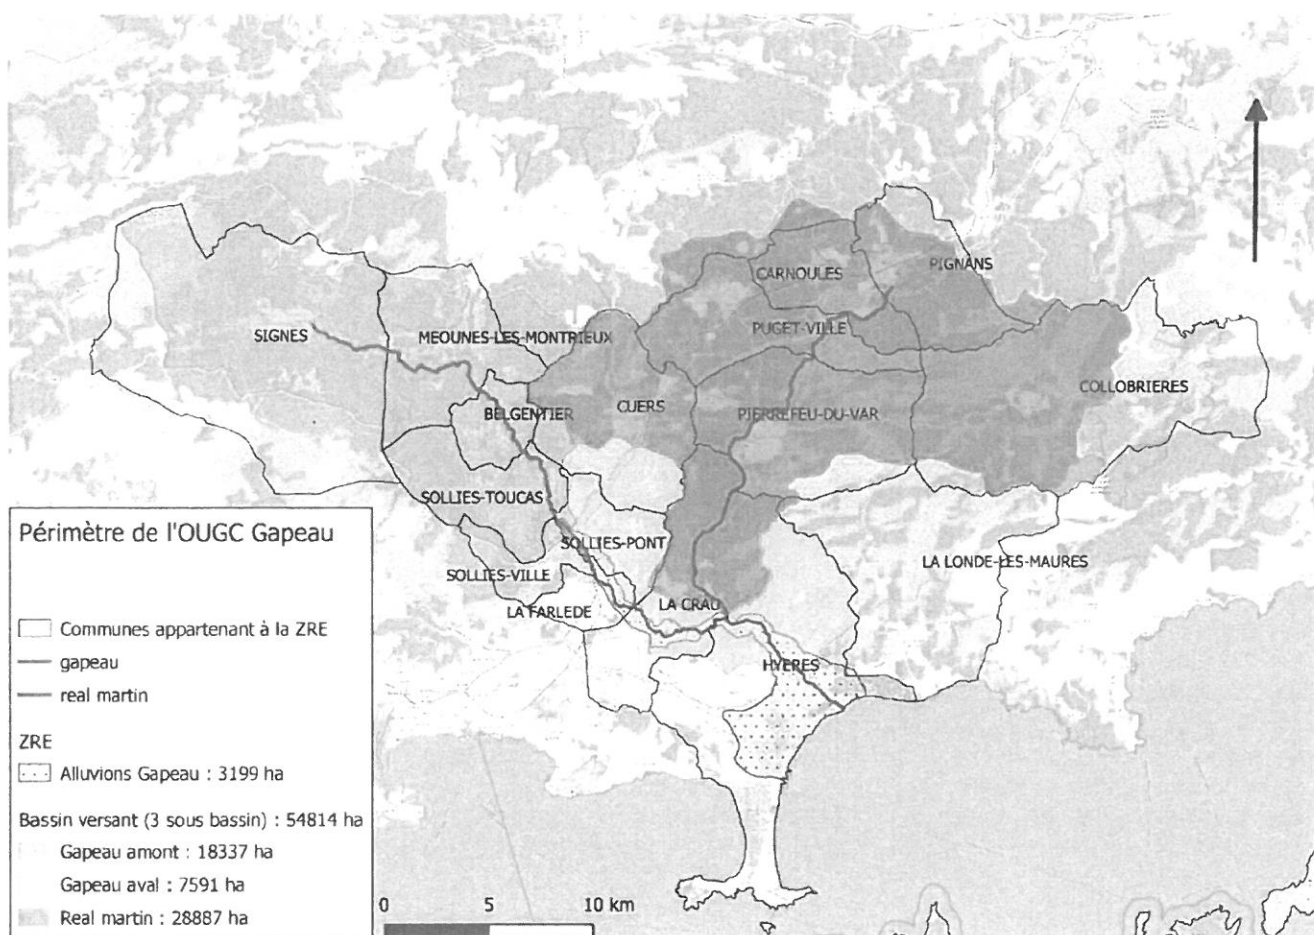 CARNOULES
PIGNANS
SIGNES
MEOUNES-LES-MONTRIEUX
PUGET-VILLE
COLLOBRIERES
BELGENTIER
CUERS
PIERREFEU-DU-VAR
SOLLIES-TOUCAS
SOLLIES-PONT
LA LONDE-LES-MAURES
SOLLIES-VILLE
LA FARLEDE
LA CRAU
HYERES
Périmètre de l'OUGC Gapeau
Communes appartenant à la ZRE
gapeau
real martin
ZRE
Alluvions Gapeau : 3199 ha
Bassin versant (3 sous bassin) : 54814 ha
Gapeau amont : 18337 ha
Gapeau aval : 7591 ha
Real martin : 28887 ha
0 5 10 km